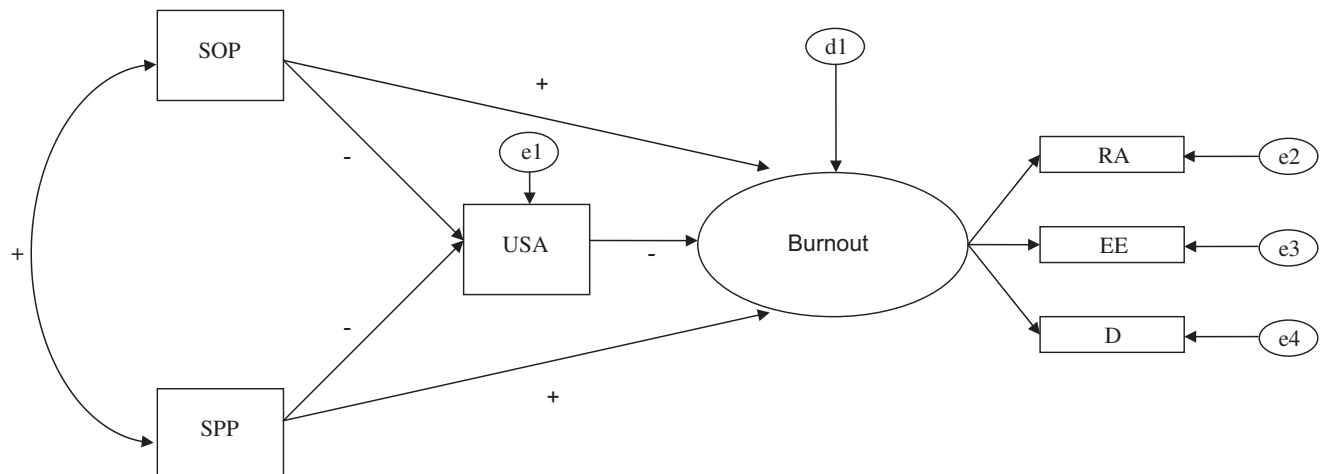 SOP
d1
+
-
e1
RA
e2
USA
-
Burnout
EE
e3
+
-
D
e4
+
SPP